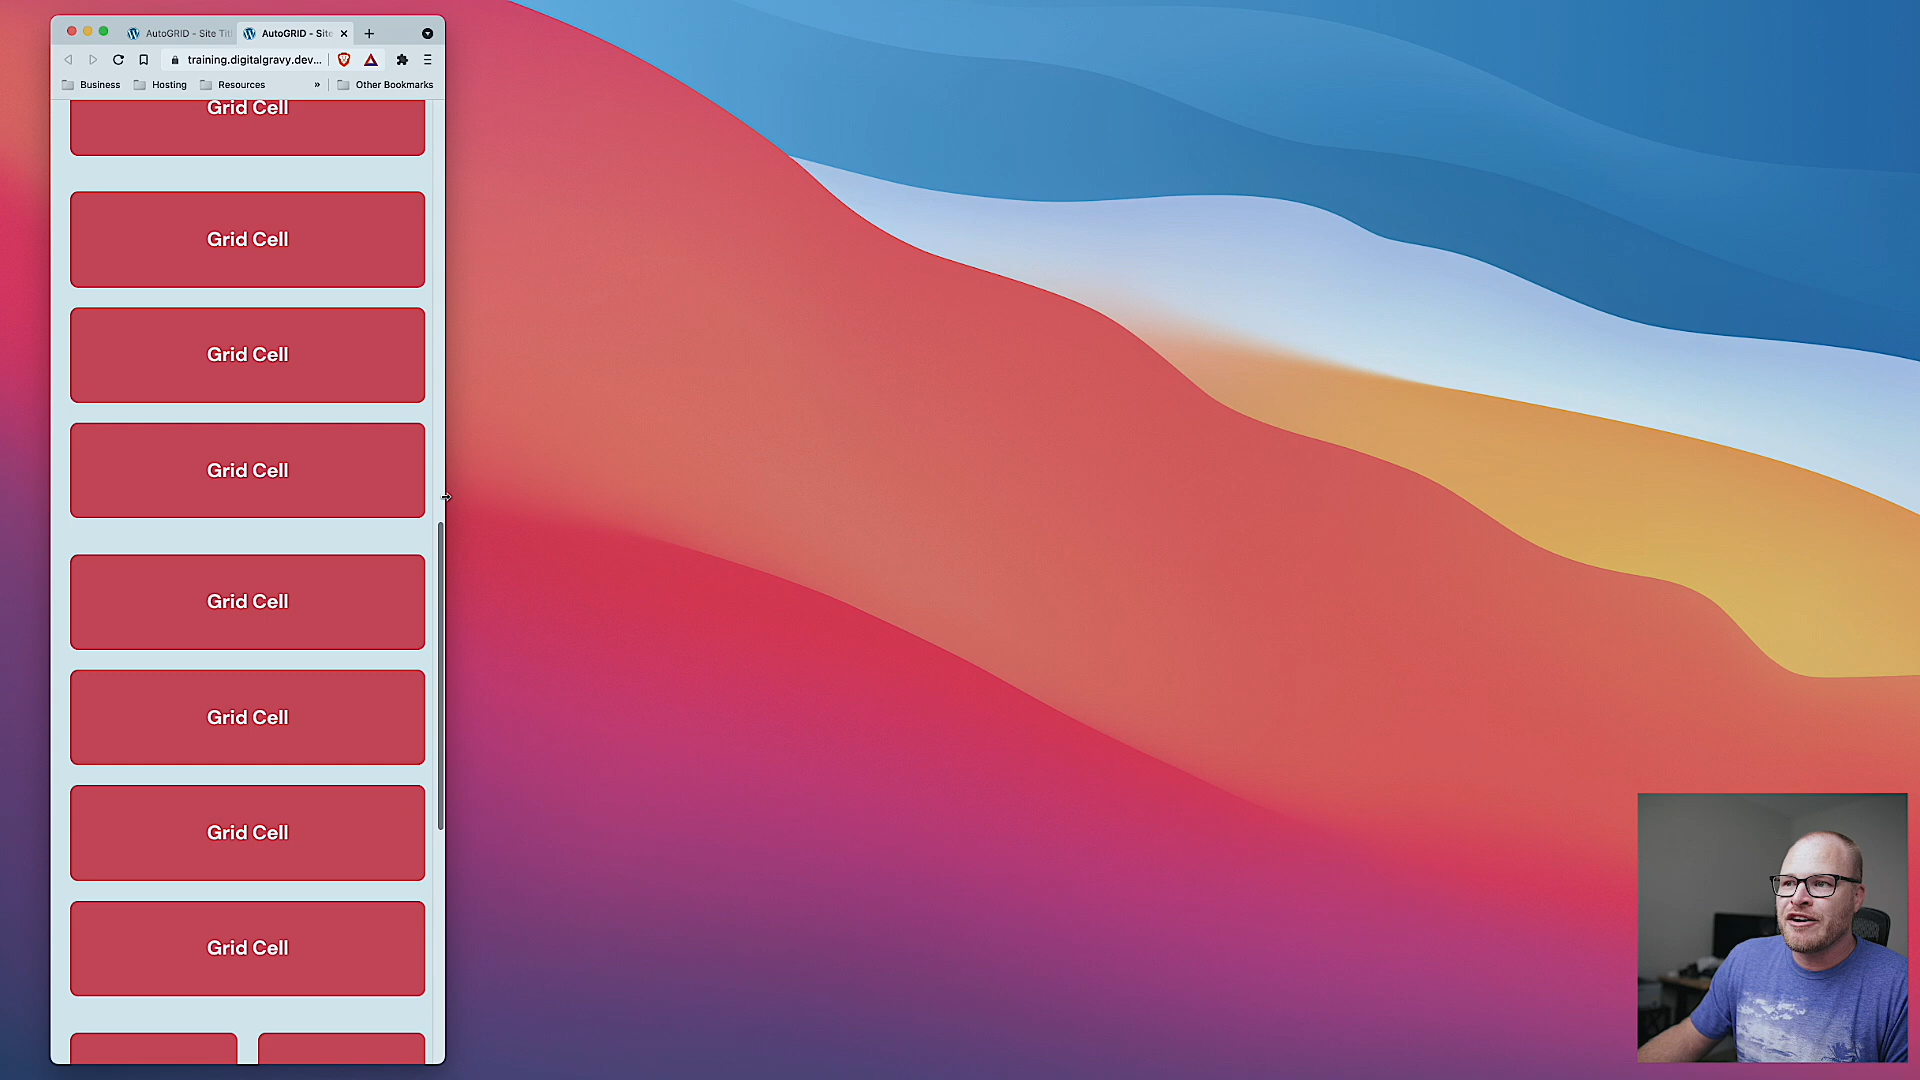 AutoGRID - Site Tit
AutoGRID - Site
training.digitalgravy.dev...
Business
Hosting
Resources
»
Other Bookmarks
Grid Cell
Grid Cell
Grid Cell
Grid Cell
Grid Cell
Grid Cell
Grid Cell
Grid Cell